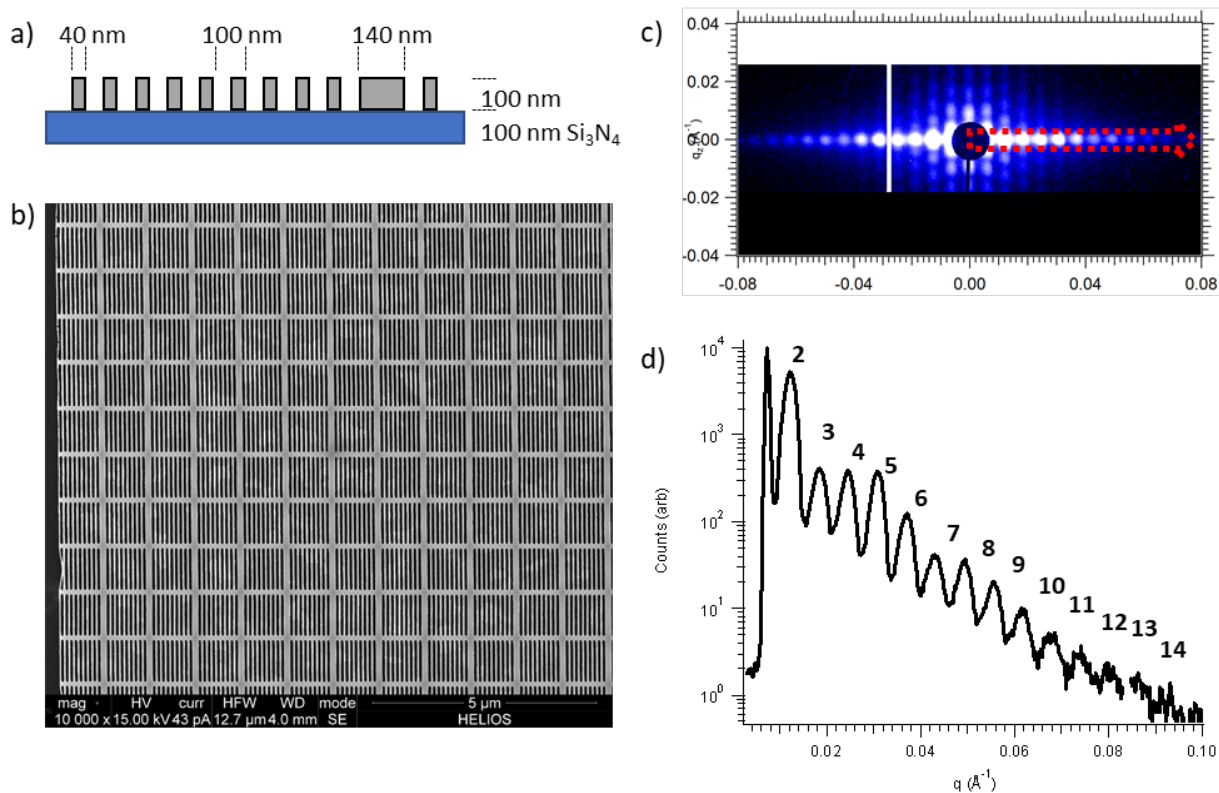 a)
40 nm 100 nm 140 nm
100 nm
100 nm Si₃N₄
b)
mag HV curr HFW WD mode 5 µm
10 000 x 15.00 kV 43 pA 12.7 µm 4.0 mm SE HELIOS
c)
0.04
0.02
0.00
-0.02
-0.04
-0.08 -0.04 0.00 0.04 0.08
d)
10⁴
10³
10²
10¹
10⁰
Counts (arb)
2
3
4
5
6
7
8
9
10
11
12
13
14
0.02 0.04 0.06 0.08 0.10
q (Å⁻¹)